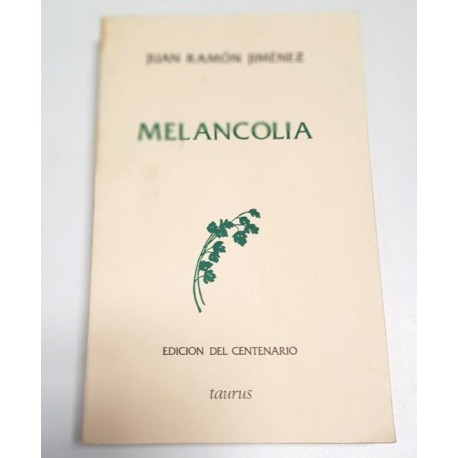 JUAN RAMÓN JIMÉNEZ
MELANCOLIA
EDICION DEL CENTENARIO
taurus